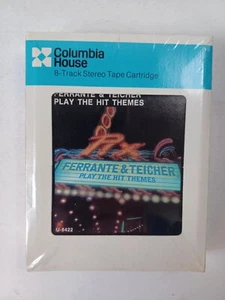 Columbia
House
8-Track Stereo Tape Cartridge
FERRANTE & TEICHER
PLAY THE HIT THEMES
Pix
FERRANTE & TEICHER
PLAY THE HIT THEMES
U-8422